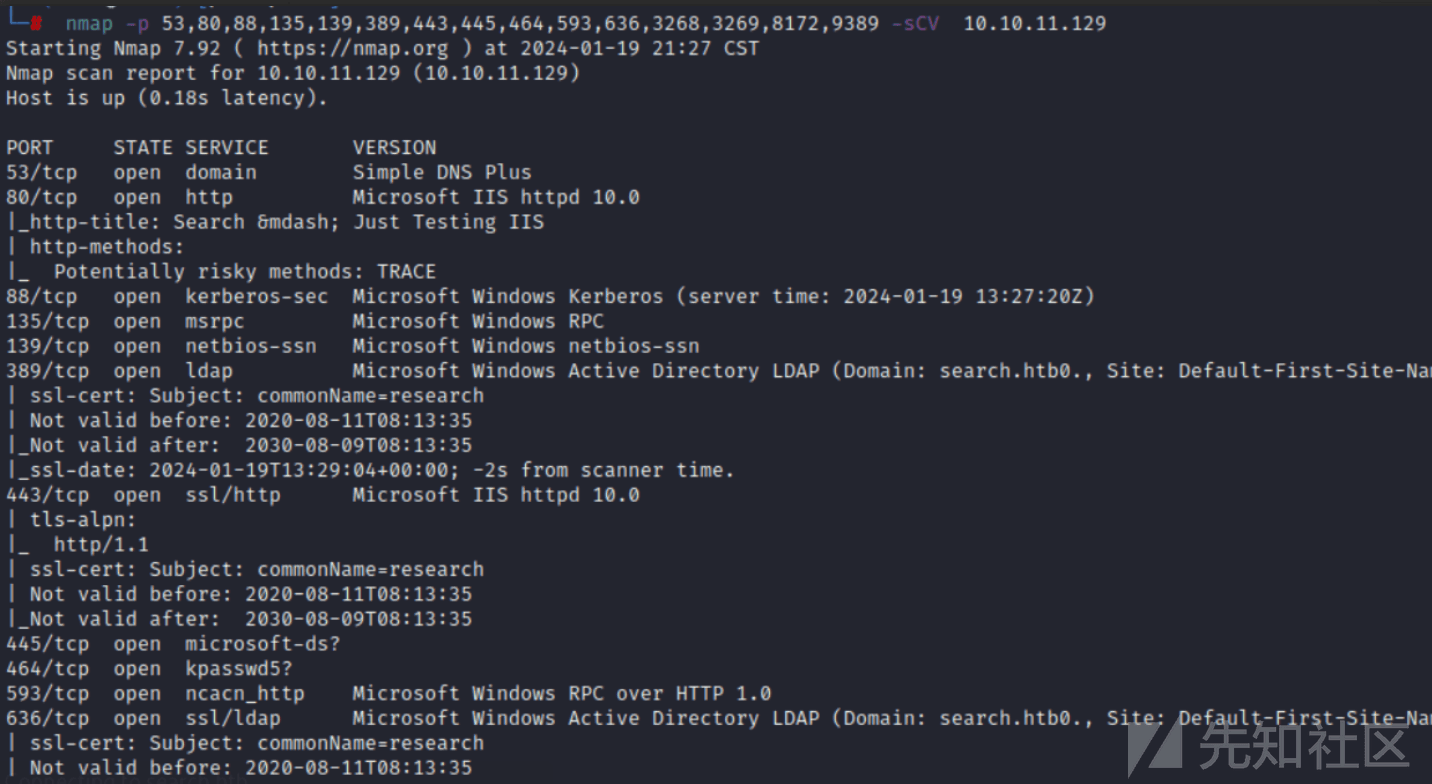 nmap -p 53,80,88,135,139,389,443,445,464,593,636,3268,3269,8172,9389 -sCV  10.10.11.129
Starting Nmap 7.92 ( https://nmap.org ) at 2024-01-19 21:27 CST
Nmap scan report for 10.10.11.129 (10.10.11.129)
Host is up (0.18s latency).
PORT     STATE SERVICE       VERSION
53/tcp   open  domain        Simple DNS Plus
80/tcp   open  http          Microsoft IIS httpd 10.0
|_http-title: Search &mdash; Just Testing IIS
| http-methods:
|_  Potentially risky methods: TRACE
88/tcp   open  kerberos-sec  Microsoft Windows Kerberos (server time: 2024-01-19 13:27:20Z)
135/tcp  open  msrpc         Microsoft Windows RPC
139/tcp  open  netbios-ssn   Microsoft Windows netbios-ssn
389/tcp  open  ldap          Microsoft Windows Active Directory LDAP (Domain: search.htb0., Site: Default-First-Site-Na
| ssl-cert: Subject: commonName=research
| Not valid before: 2020-08-11T08:13:35
|_Not valid after:  2030-08-09T08:13:35
|_ssl-date: 2024-01-19T13:29:04+00:00; -2s from scanner time.
443/tcp  open  ssl/http      Microsoft IIS httpd 10.0
| tls-alpn:
|_  http/1.1
| ssl-cert: Subject: commonName=research
| Not valid before: 2020-08-11T08:13:35
|_Not valid after:  2030-08-09T08:13:35
445/tcp  open  microsoft-ds?
464/tcp  open  kpasswd5?
593/tcp  open  ncacn_http    Microsoft Windows RPC over HTTP 1.0
636/tcp  open  ssl/ldap      Microsoft Windows Active Directory LDAP (Domain: search.htb0., Site: Default-First-Site-Na
| ssl-cert: Subject: commonName=research
| Not valid before: 2020-08-11T08:13:35
先知社区